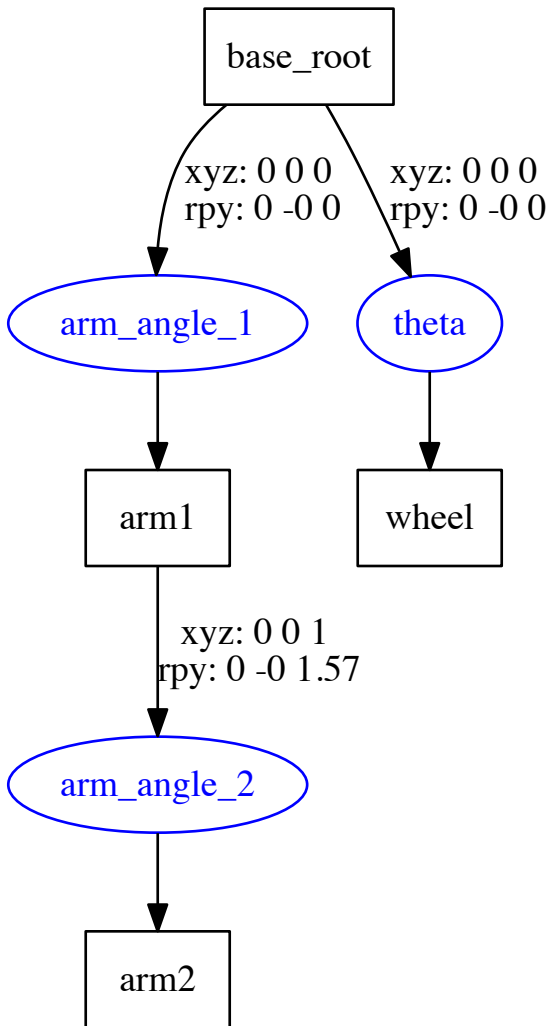 base_root
xyz: 0 0 0
rpy: 0 -0 0
xyz: 0 0 0
rpy: 0 -0 0
arm_angle_1
theta
arm1
wheel
xyz: 0 0 1
rpy: 0 -0 1.57
arm_angle_2
arm2